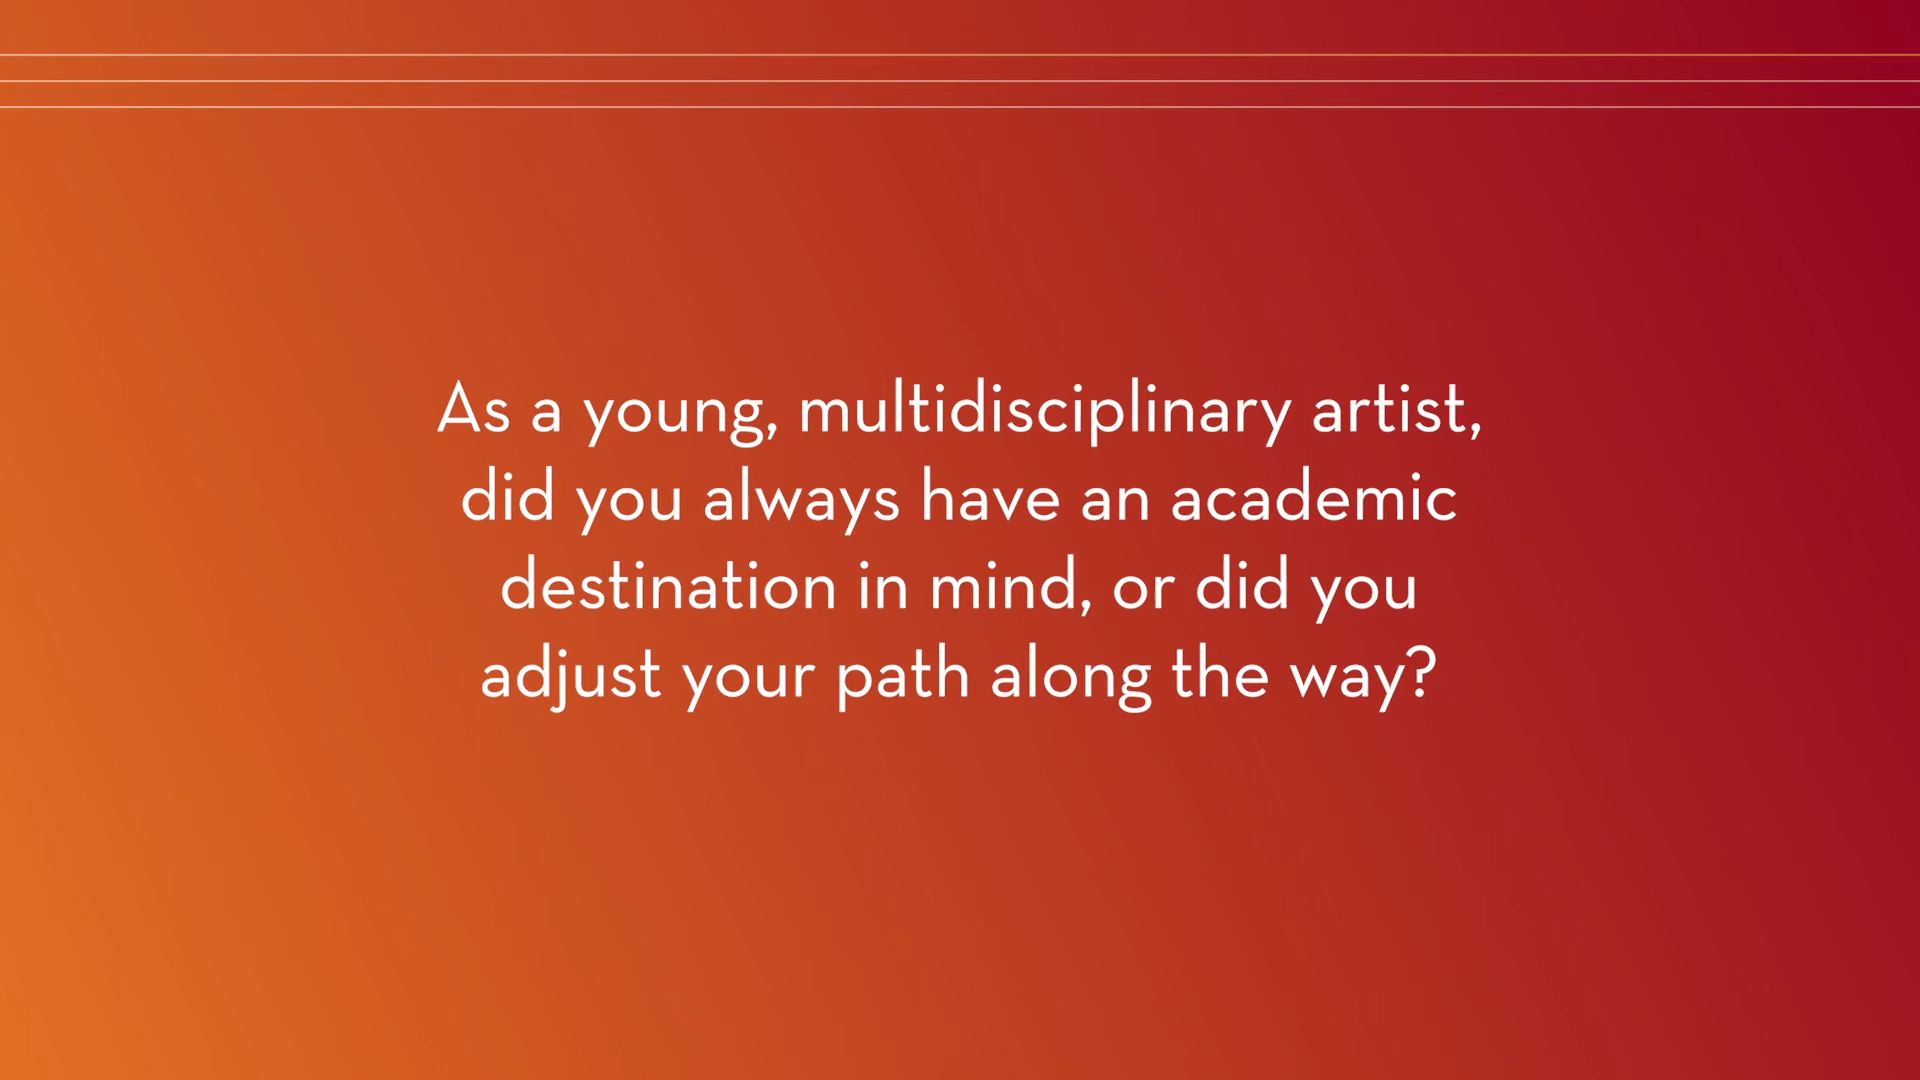 As a young, multidisciplinary artist,
did you always have an academic
destination in mind, or did you
adjust your path along the way?